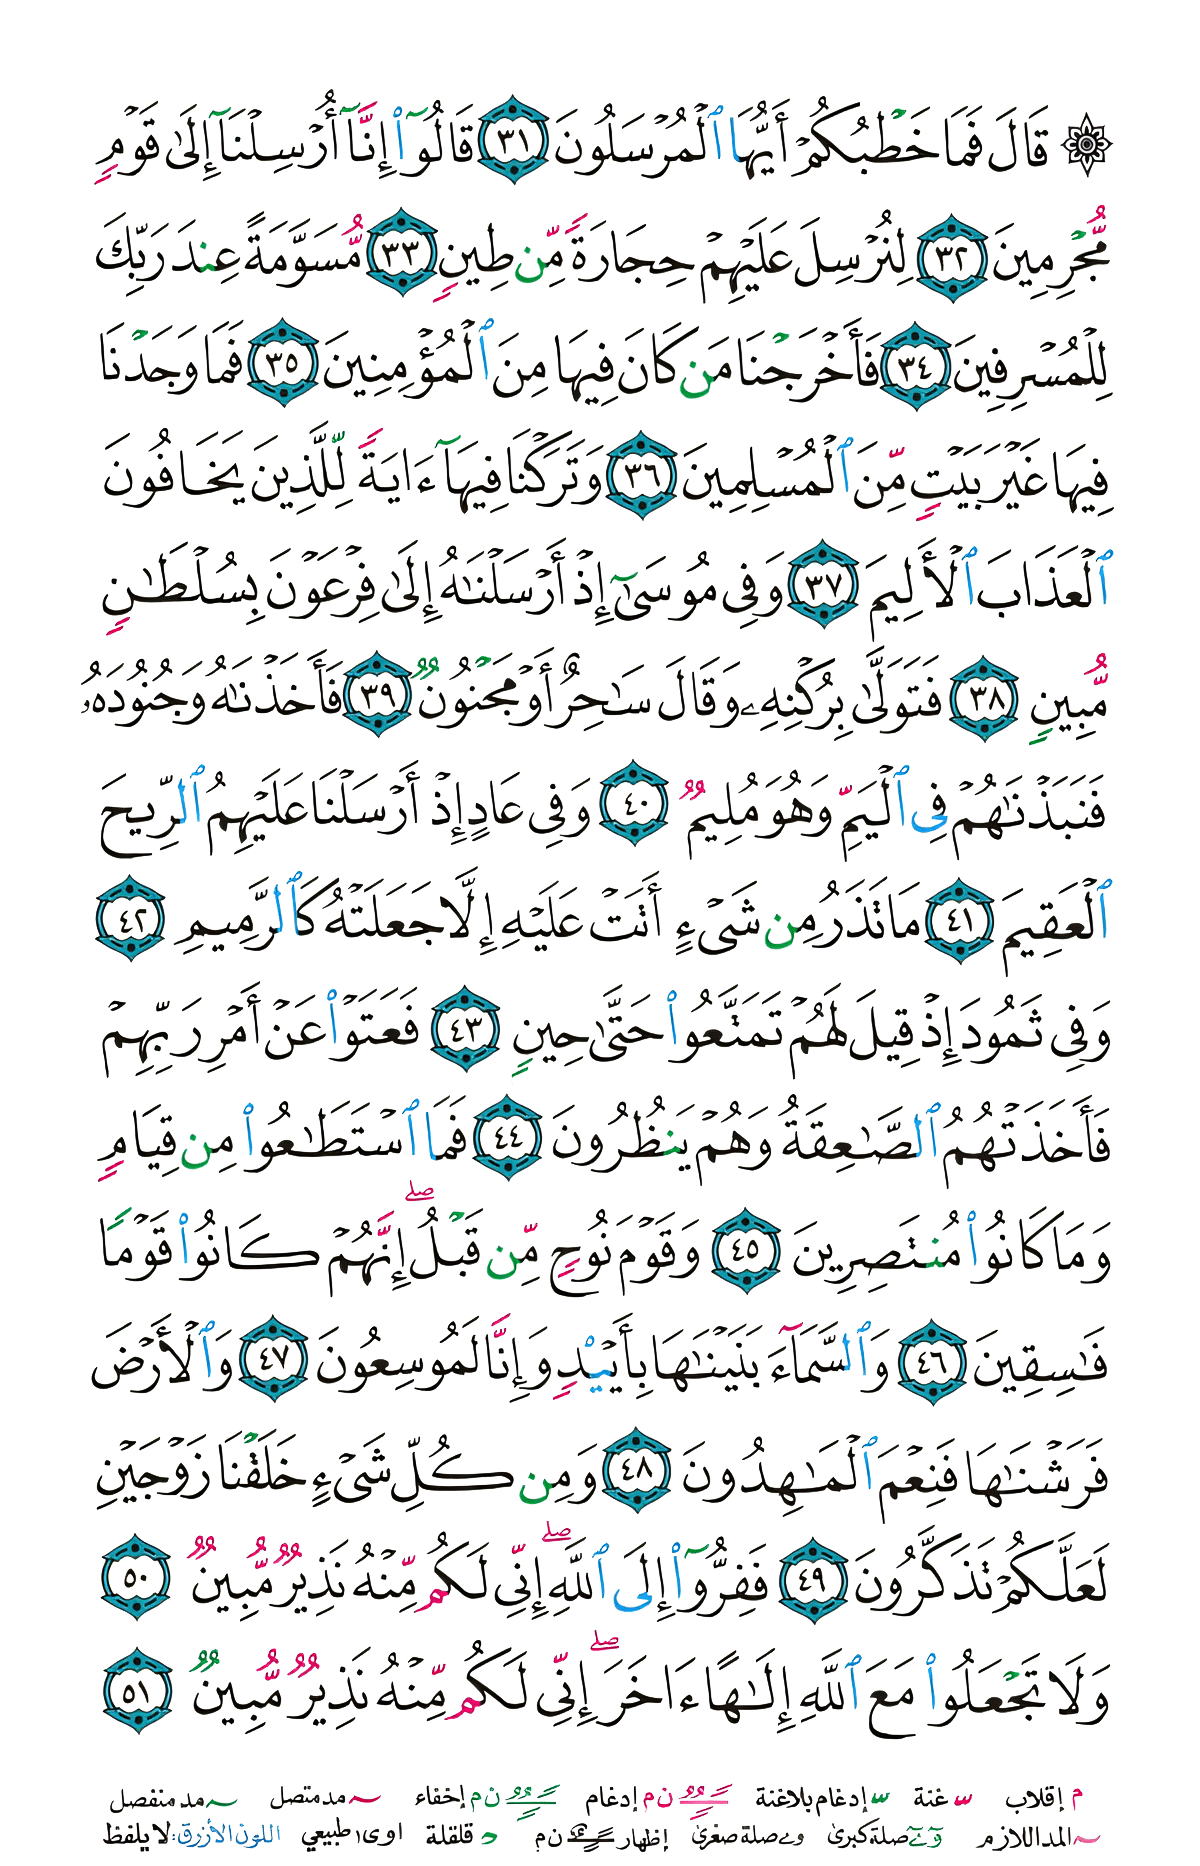 ۞ قَالَ فَمَا خَطْبُكُمْ أَيُّهَا ٱلْمُرْسَلُونَ ٣١ قَالُوٓا۟ إِنَّآ أُرْسِلْنَآ إِلَىٰ قَوْمٍ
مُّجْرِمِينَ ٣٢ لِنُرْسِلَ عَلَيْهِمْ حِجَارَةً مِّن طِينٍ ٣٣ مُّسَوَّمَةً عِندَ رَبِّكَ
لِلْمُسْرِفِينَ ٣٤ فَأَخْرَجْنَا مَن كَانَ فِيهَا مِنَ ٱلْمُؤْمِنِينَ ٣٥ فَمَا وَجَدْنَا
فِيهَا غَيْرَ بَيْتٍ مِّنَ ٱلْمُسْلِمِينَ ٣٦ وَتَرَكْنَا فِيهَآ ءَايَةً لِّلَّذِينَ يَخَافُونَ
ٱلْعَذَابَ ٱلْأَلِيمَ ٣٧ وَفِى مُوسَىٰٓ إِذْ أَرْسَلْنَـٰهُ إِلَىٰ فِرْعَوْنَ بِسُلْطَـٰنٍ
مُّبِينٍ ٣٨ فَتَوَلَّىٰ بِرُكْنِهِۦ وَقَالَ سَـٰحِرٌ أَوْ مَجْنُونٌ ٣٩ فَأَخَذْنَـٰهُ وَجُنُودَهُۥ
فَنَبَذْنَـٰهُمْ فِى ٱلْيَمِّ وَهُوَ مُلِيمٌ ٤٠ وَفِى عَادٍ إِذْ أَرْسَلْنَا عَلَيْهِمُ ٱلرِّيحَ
ٱلْعَقِيمَ ٤١ مَا تَذَرُ مِن شَىْءٍ أَتَتْ عَلَيْهِ إِلَّا جَعَلَتْهُ كَٱلرَّمِيمِ ٤٢
وَفِى ثَمُودَ إِذْ قِيلَ لَهُمْ تَمَتَّعُوا۟ حَتَّىٰ حِينٍ ٤٣ فَعَتَوْا۟ عَنْ أَمْرِ رَبِّهِمْ
فَأَخَذَتْهُمُ ٱلصَّـٰعِقَةُ وَهُمْ يَنظُرُونَ ٤٤ فَمَا ٱسْتَطَـٰعُوا۟ مِن قِيَامٍ
وَمَا كَانُوا۟ مُنتَصِرِينَ ٤٥ وَقَوْمَ نُوحٍ مِّن قَبْلُ ۖ إِنَّهُمْ كَانُوا۟ قَوْمًا
فَـٰسِقِينَ ٤٦ وَٱلسَّمَآءَ بَنَيْنَـٰهَا بِأَيْي۟دٍ وَإِنَّا لَمُوسِعُونَ ٤٧ وَٱلْأَرْضَ
فَرَشْنَـٰهَا فَنِعْمَ ٱلْمَـٰهِدُونَ ٤٨ وَمِن كُلِّ شَىْءٍ خَلَقْنَا زَوْجَيْنِ
لَعَلَّكُمْ تَذَكَّرُونَ ٤٩ فَفِرُّوٓا۟ إِلَى ٱللَّهِ ۖ إِنِّى لَكُم مِّنْهُ نَذِيرٌ مُّبِينٌ ٥٠
وَلَا تَجْعَلُوا۟ مَعَ ٱللَّهِ إِلَـٰهًا ءَاخَرَ ۖ إِنِّى لَكُم مِّنْهُ نَذِيرٌ مُّبِينٌ ٥١
م إقلاب غنة إدغام بلاغنة ن م إدغام ن م إخفاء مد متصل مد منفصل
المد اللازم صلة كبرى صلة صغرى إظهار ن م قلقلة اوى طبيعي اللون الأزرق: لا يلفظ